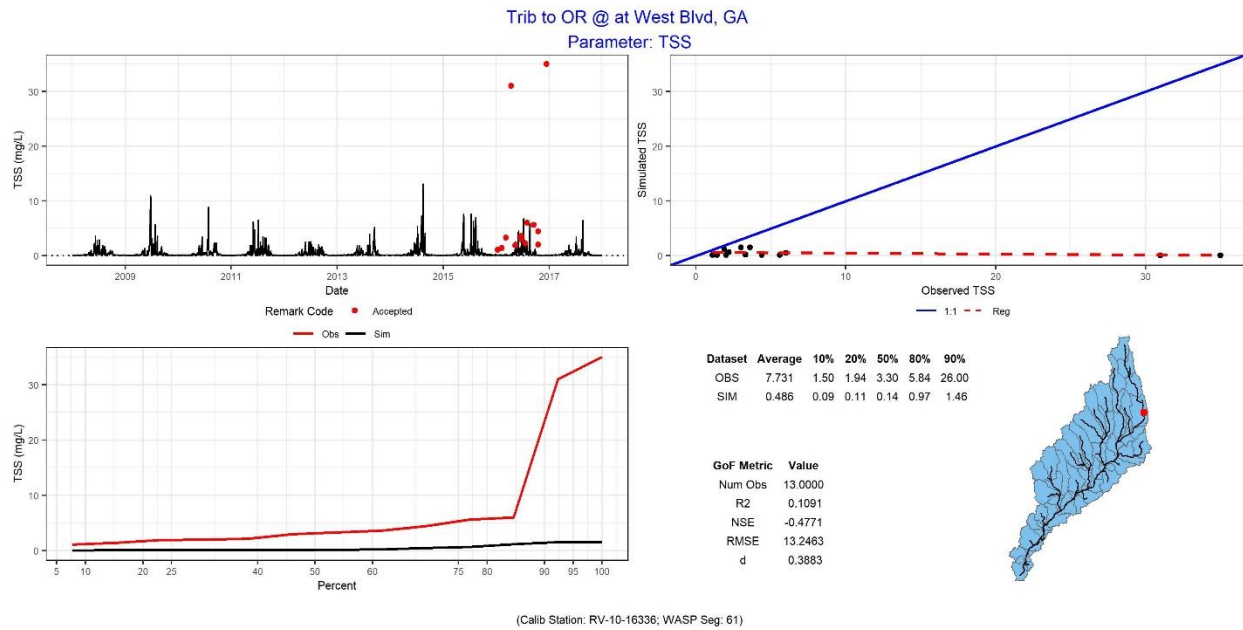 Trib to OR @ at West Blvd, GA
Parameter: TSS
TSS (mg/L)
30
20
10
0
2009 2011 2013 2015 2017
Date
Remark Code Accepted
Obs Sim
Simulated TSS
30
20
10
0
0 10 20 30
Observed TSS
1:1 Reg
TSS (mg/L)
30
20
10
0
5 10 20 25 40 50 60 75 80 90 95 100
Percent
Dataset Average 10% 20% 50% 80% 90%
OBS 7.731 1.50 1.94 3.30 5.84 26.00
SIM 0.486 0.09 0.11 0.14 0.97 1.46
GoF Metric Value
Num Obs 13.0000
R2 0.1091
NSE -0.4771
RMSE 13.2463
d 0.3883
(Calib Station: RV-10-16336; WASP Seg: 61)